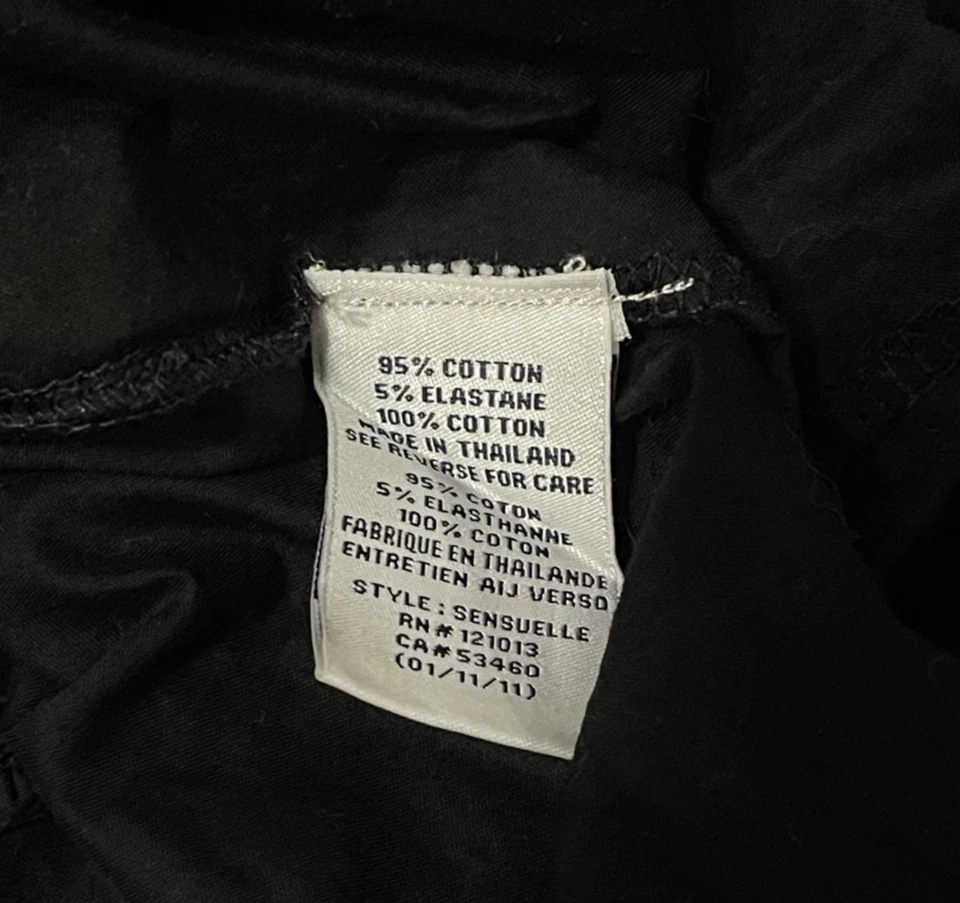 95% COTTON
5% ELASTANE
100% COTTON
MADE IN THAILAND
SEE REVERSE FOR CARE
95% COTON
5% ELASTHANNE
100% COTON
FABRIQUE EN THAILANDE
ENTRETIEN AIJ VERSO
STYLE : SENSUELLE
RN#121013
CA#53460
(01/11/11)